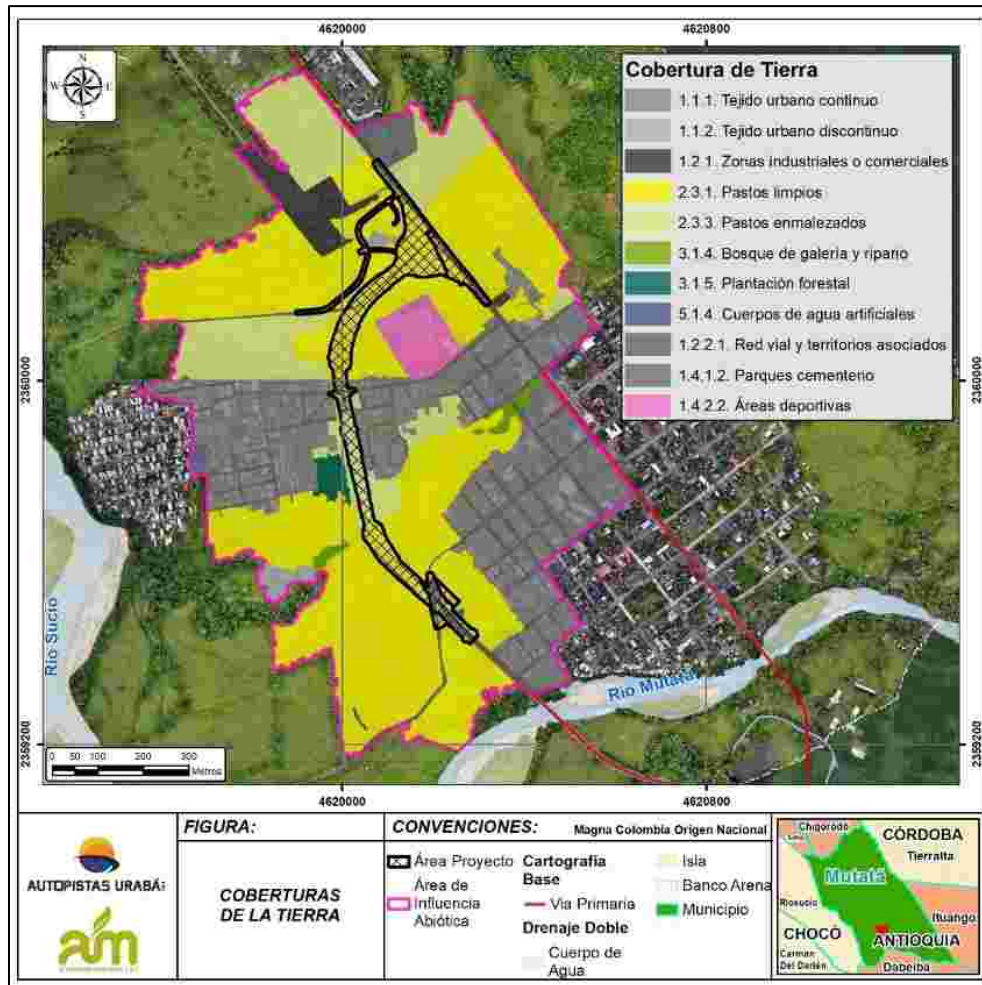 4620000
4620800
N
W
E
S
Cobertura de Tierra
1.1.1. Tejido urbano continuo
1.1.2. Tejido urbano discontinuo
1.2.1. Zonas industriales o comerciales
2.3.1. Pastos limpios
2.3.3. Pastos enmalezados
3.1.4. Bosque de galería y ripario
3.1.5. Plantación forestal
5.1.4. Cuerpos de agua artificiales
1.2.2.1. Red vial y territorios asociados
1.4.1.2. Parques cementeno
1.4.2.2. Áreas deportivas
2360000
2360000
Río Sucio
Río Mutatá
2359200
2359200
0 50 100 200 300
Metros
4620000
4620800
AUTOPISTAS URABÁ
aim
FIGURA:
COBERTURAS
DE LA TIERRA
CONVENCIONES:
Magna Colombia Origen Nacional
Área Proyecto
Área de
Influencia
Abiótica
Cartografía
Base
Vía Primaria
Drenaje Doble
Cuerpo de
Agua
Isla
Banco Arena
Municipio
Chigorodó
CÓRDOBA
Tierralta
Mutatá
Riosucio
Ituango
CHOCÓ
ANTIOQUIA
Carmen
Del Darién
Dabeiba